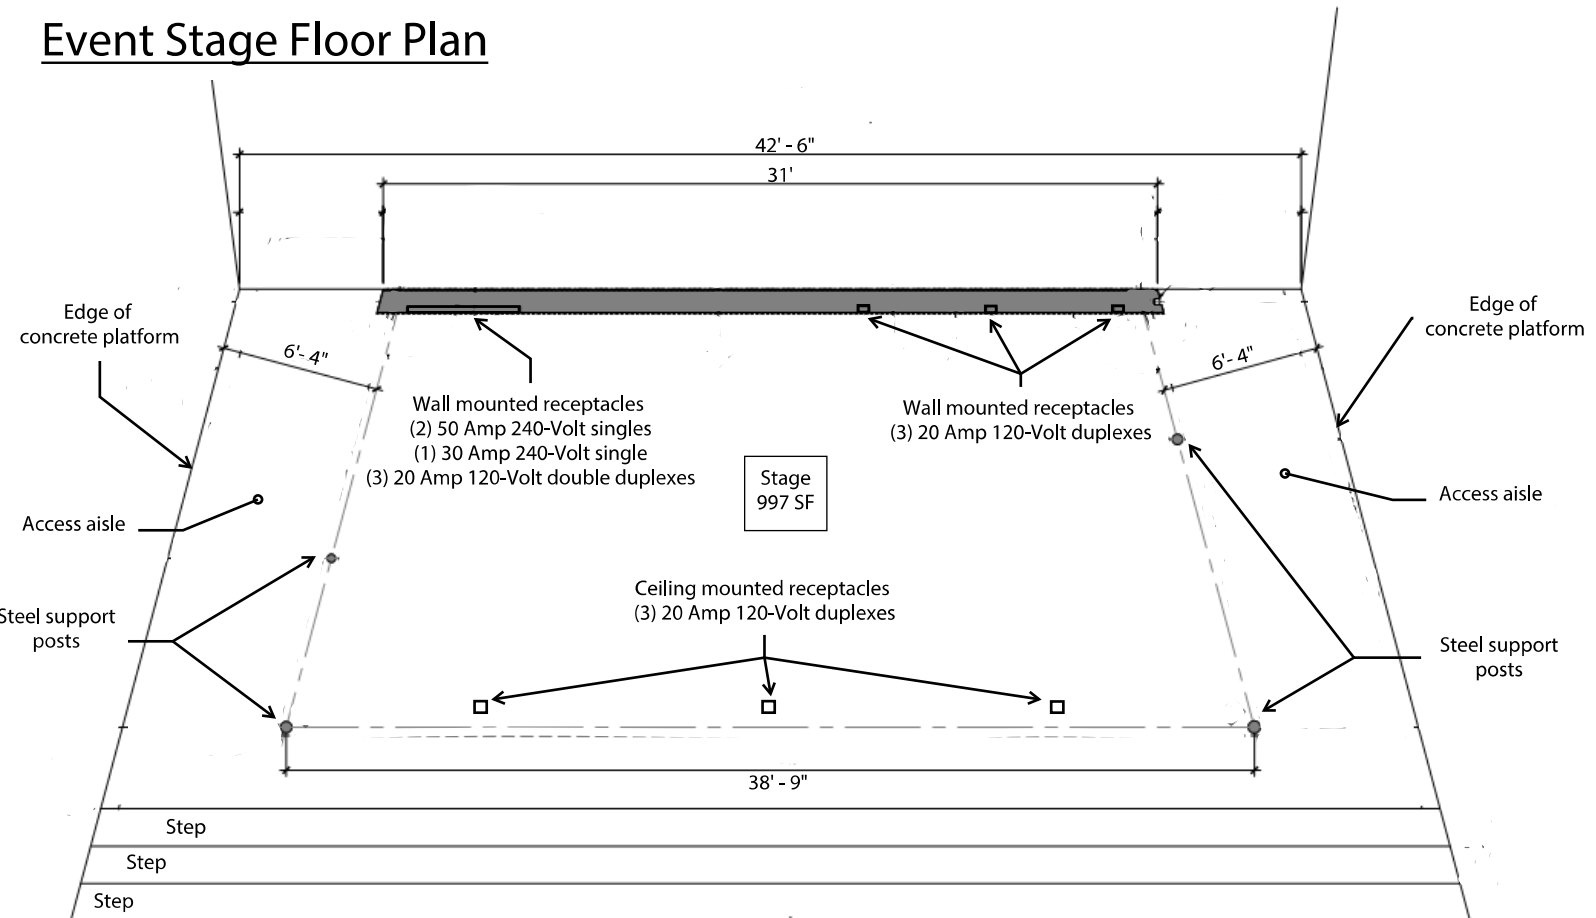 Event Stage Floor Plan
42' - 6"
31'
Edge of
concrete platform
6'- 4"
Wall mounted receptacles
(2) 50 Amp 240-Volt singles
(1) 30 Amp 240-Volt single
(3) 20 Amp 120-Volt double duplexes
Wall mounted receptacles
(3) 20 Amp 120-Volt duplexes
6'- 4"
Edge of
concrete platform
Stage
997 SF
Access aisle
Access aisle
Ceiling mounted receptacles
(3) 20 Amp 120-Volt duplexes
Steel support
posts
Steel support
posts
38' - 9"
Step
Step
Step